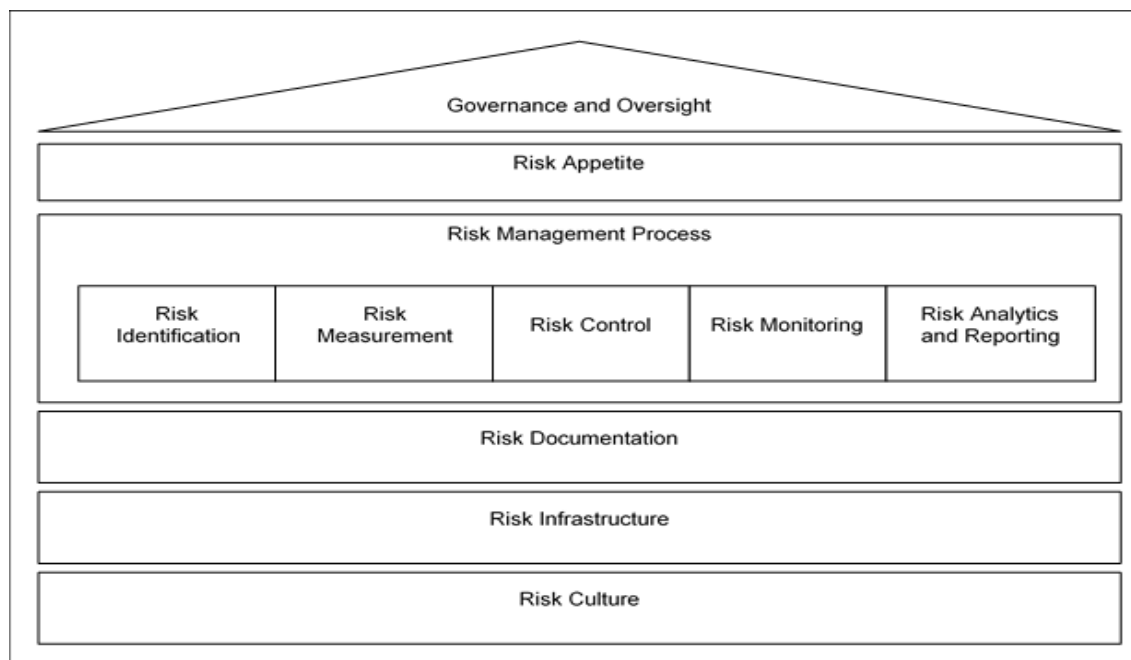 Governance and Oversight
Risk Appetite
Risk Management Process
Risk
Identification
Risk
Measurement
Risk Control
Risk Monitoring
Risk Analytics
and Reporting
Risk Documentation
Risk Infrastructure
Risk Culture